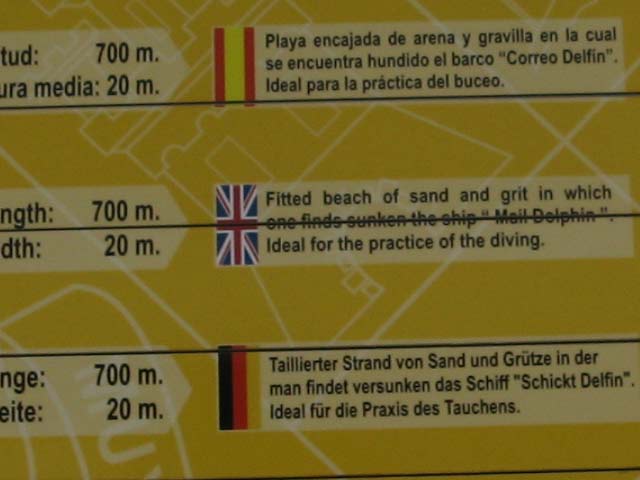 tud: 700 m.
ura media: 20 m.
Playa encajada de arena y gravilla en la cual
se encuentra hundido el barco “Correo Delfín”.
Ideal para la práctica del buceo.
ngth: 700 m.
dth: 20 m.
Fitted beach of sand and grit in which
one finds sunken the ship “ Mail Dolphin ”.
Ideal for the practice of the diving.
nge: 700 m.
eite: 20 m.
Taillierter Strand von Sand und Grütze in der
man findet versunken das Schiff "Schickt Delfin".
Ideal für die Praxis des Tauchens.